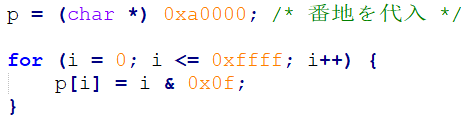 p = (char *) 0xa0000; /* 番地を代入 */
for (i = 0; i <= 0xffff; i++) {
    p[i] = i & 0x0f;
}